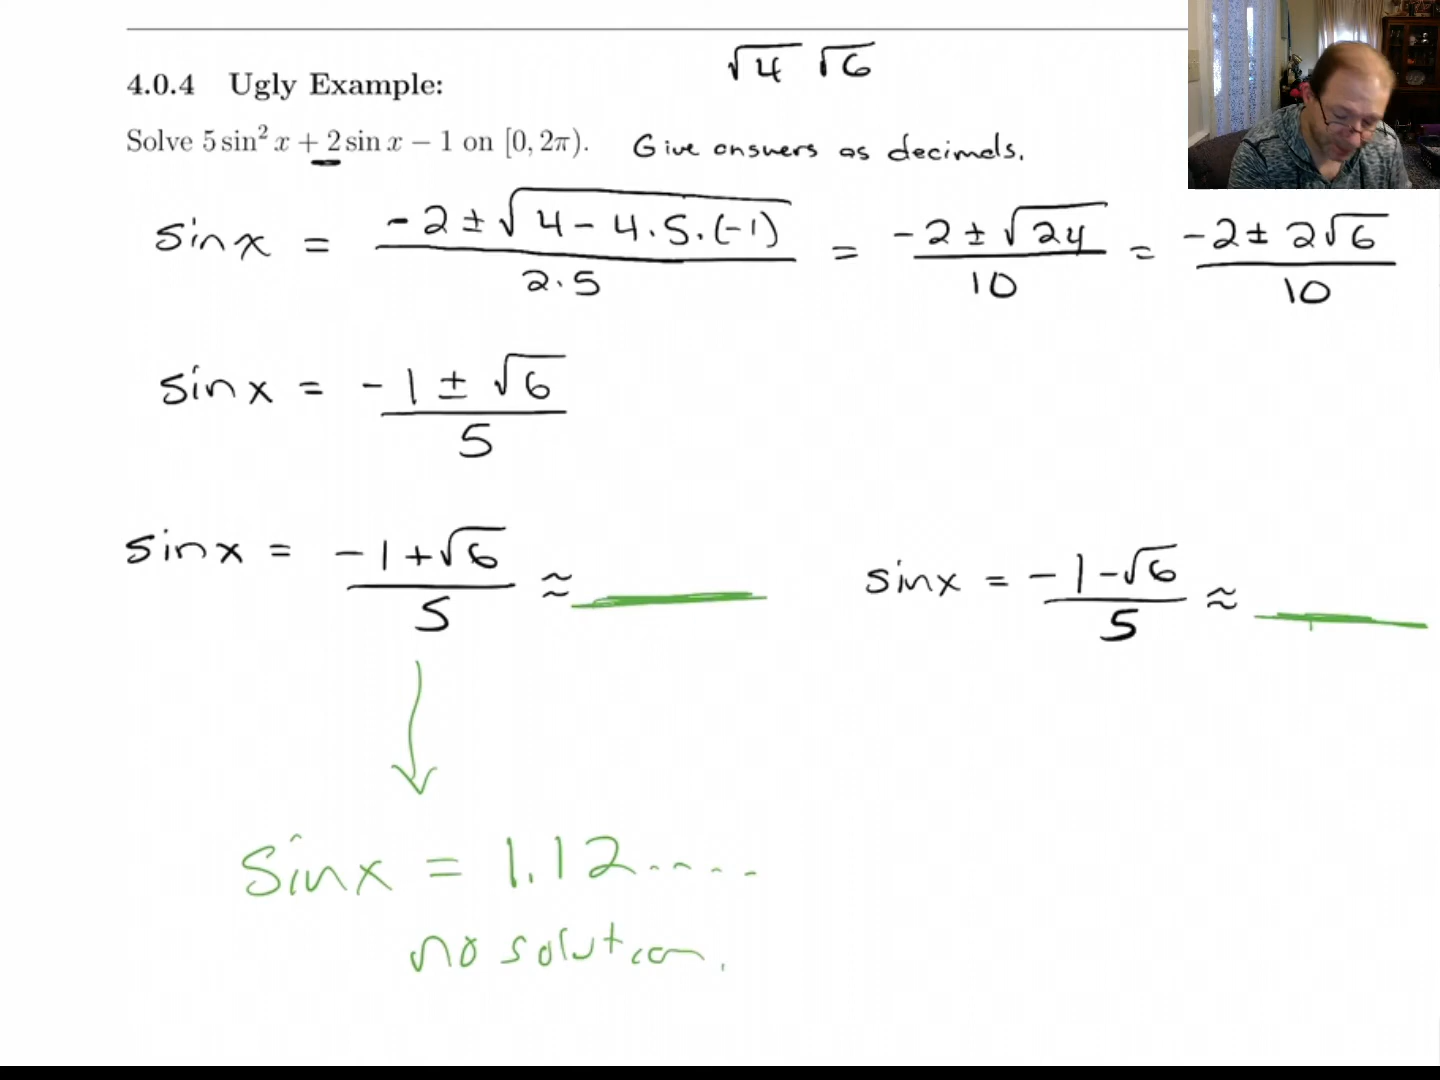 √4 √6
4.0.4 Ugly Example:
Solve 5 sin² x + 2 sin x − 1 on [0, 2π). Give answers as decimals.
sin x = (-2 ± √(4 - 4·5·(-1)))/(2·5) = (-2 ± √24)/10 = (-2 ± 2√6)/10
sin x = (-1 ± √6)/5
sin x = (-1 + √6)/5 ≈ ____ sin x = (-1 - √6)/5 ≈ ____
↓
sin x = 1.12....
no solution.